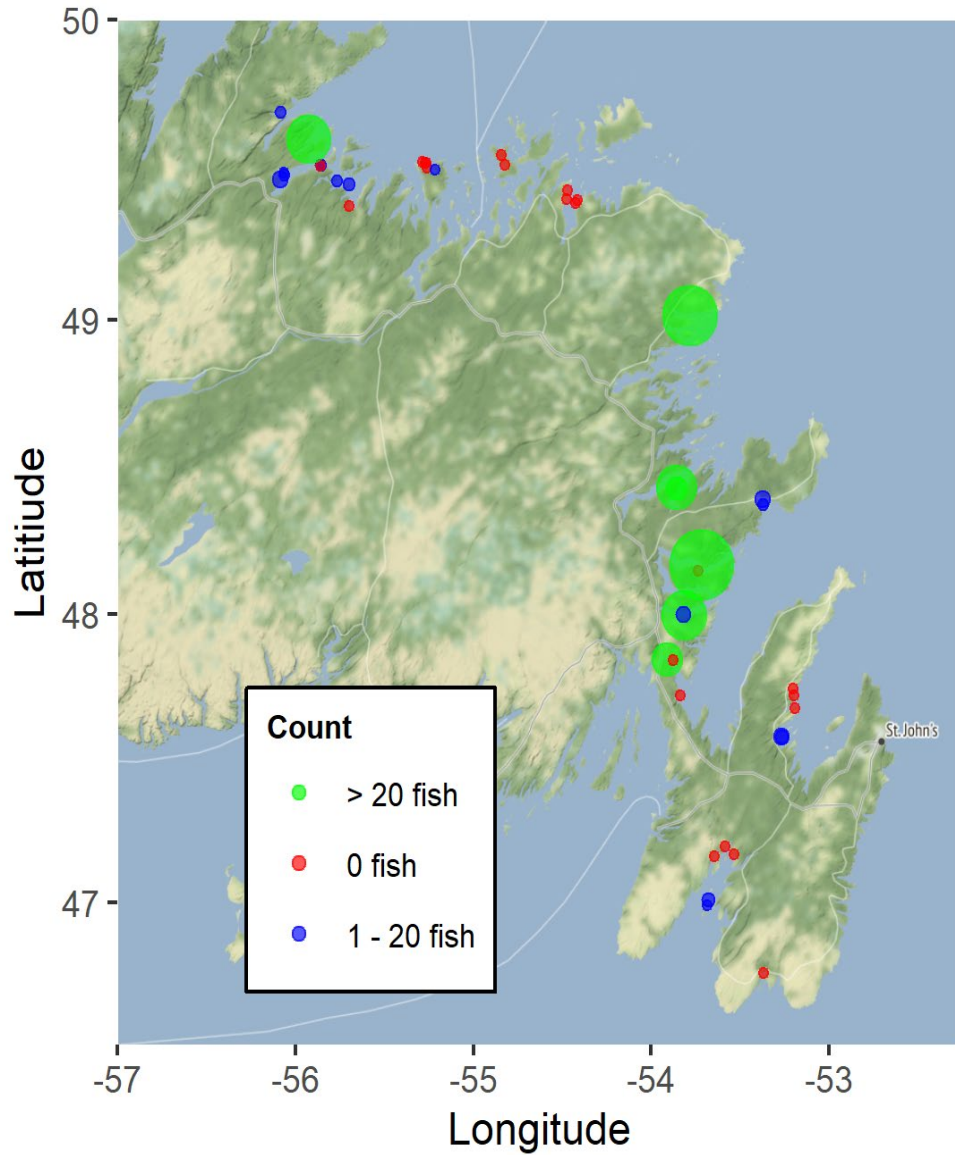 50
49
48
47
Latitiude
St. John's
Count
> 20 fish
0 fish
1 - 20 fish
-57
-56
-55
-54
-53
Longitude